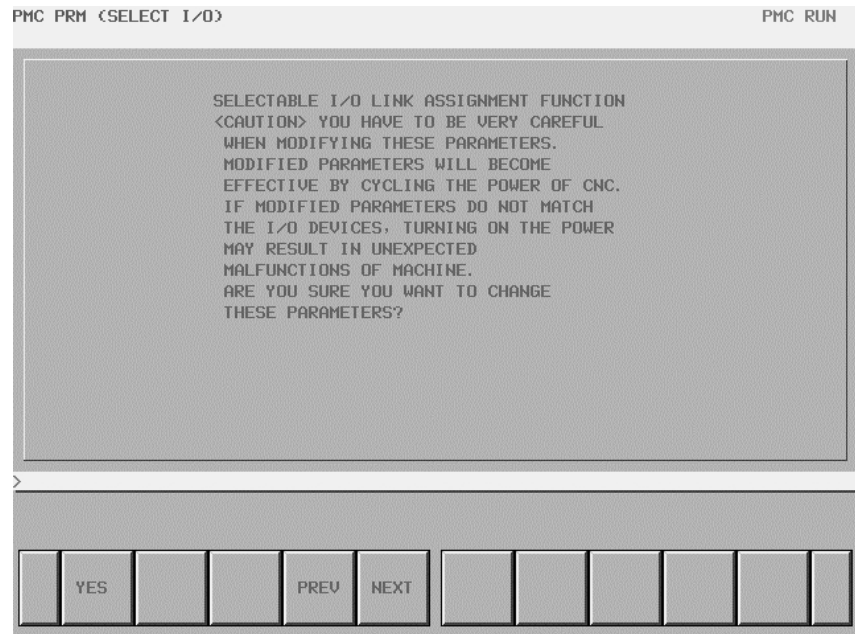 PMC PRM (SELECT I/O) PMC RUN
SELECTABLE I/O LINK ASSIGNMENT FUNCTION
<CAUTION> YOU HAVE TO BE VERY CAREFUL
WHEN MODIFYING THESE PARAMETERS.
MODIFIED PARAMETERS WILL BECOME
EFFECTIVE BY CYCLING THE POWER OF CNC.
IF MODIFIED PARAMETERS DO NOT MATCH
THE I/O DEVICES, TURNING ON THE POWER
MAY RESULT IN UNEXPECTED
MALFUNCTIONS OF MACHINE.
ARE YOU SURE YOU WANT TO CHANGE
THESE PARAMETERS?
>
YES PREV NEXT